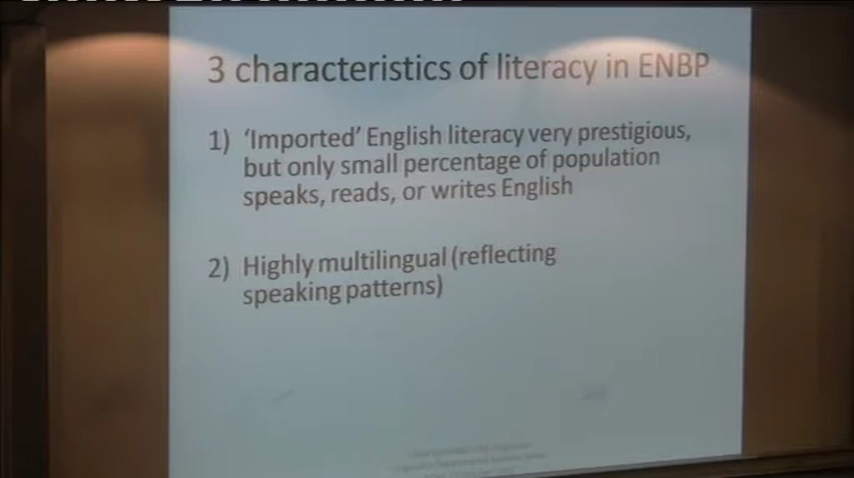 3 characteristics of literacy in ENBP
1) 'Imported' English literacy very prestigious,
but only small percentage of population
speaks, reads, or writes English
2) Highly multilingual (reflecting
speaking patterns)